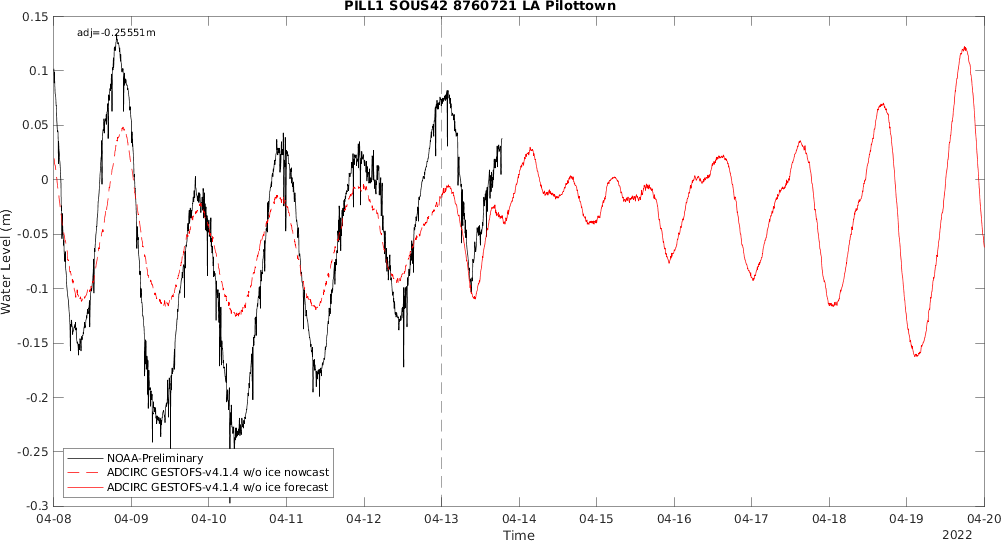 PILL1 SOUS42 8760721 LA Pilottown
adj=-0.25551m
0.15
0.1
0.05
0
-0.05
-0.1
-0.15
-0.2
-0.25
-0.3
Water Level (m)
NOAA-Preliminary
ADCIRC GESTOFS-v4.1.4 w/o ice nowcast
ADCIRC GESTOFS-v4.1.4 w/o ice forecast
04-08 04-09 04-10 04-11 04-12 04-13 04-14 04-15 04-16 04-17 04-18 04-19 04-20
Time
2022